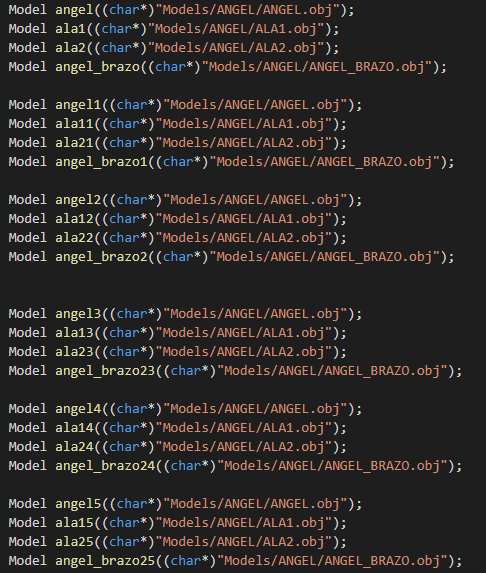 Model angel((char*)"Models/ANGEL/ANGEL.obj");
Model ala1((char*)"Models/ANGEL/ALA1.obj");
Model ala2((char*)"Models/ANGEL/ALA2.obj");
Model angel_brazo((char*)"Models/ANGEL/ANGEL_BRAZO.obj");
Model angel1((char*)"Models/ANGEL/ANGEL.obj");
Model ala11((char*)"Models/ANGEL/ALA1.obj");
Model ala21((char*)"Models/ANGEL/ALA2.obj");
Model angel_brazo1((char*)"Models/ANGEL/ANGEL_BRAZO.obj");
Model angel2((char*)"Models/ANGEL/ANGEL.obj");
Model ala12((char*)"Models/ANGEL/ALA1.obj");
Model ala22((char*)"Models/ANGEL/ALA2.obj");
Model angel_brazo2((char*)"Models/ANGEL/ANGEL_BRAZO.obj");
Model angel3((char*)"Models/ANGEL/ANGEL.obj");
Model ala13((char*)"Models/ANGEL/ALA1.obj");
Model ala23((char*)"Models/ANGEL/ALA2.obj");
Model angel_brazo23((char*)"Models/ANGEL/ANGEL_BRAZO.obj");
Model angel4((char*)"Models/ANGEL/ANGEL.obj");
Model ala14((char*)"Models/ANGEL/ALA1.obj");
Model ala24((char*)"Models/ANGEL/ALA2.obj");
Model angel_brazo24((char*)"Models/ANGEL/ANGEL_BRAZO.obj");
Model angel5((char*)"Models/ANGEL/ANGEL.obj");
Model ala15((char*)"Models/ANGEL/ALA1.obj");
Model ala25((char*)"Models/ANGEL/ALA2.obj");
Model angel_brazo25((char*)"Models/ANGEL/ANGEL_BRAZO.obj");